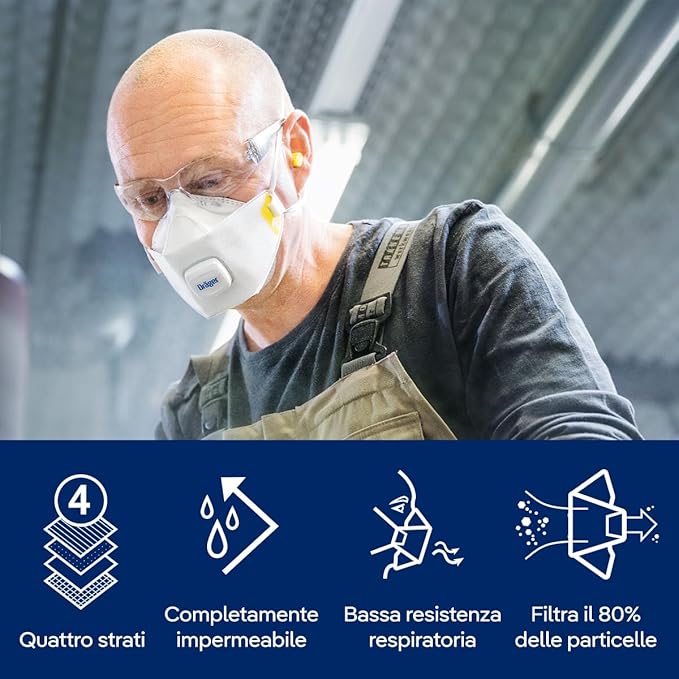 Dräger
4
Quattro strati
Completamente
impermeabile
Bassa resistenza
respiratoria
Filtra il 80%
delle particelle